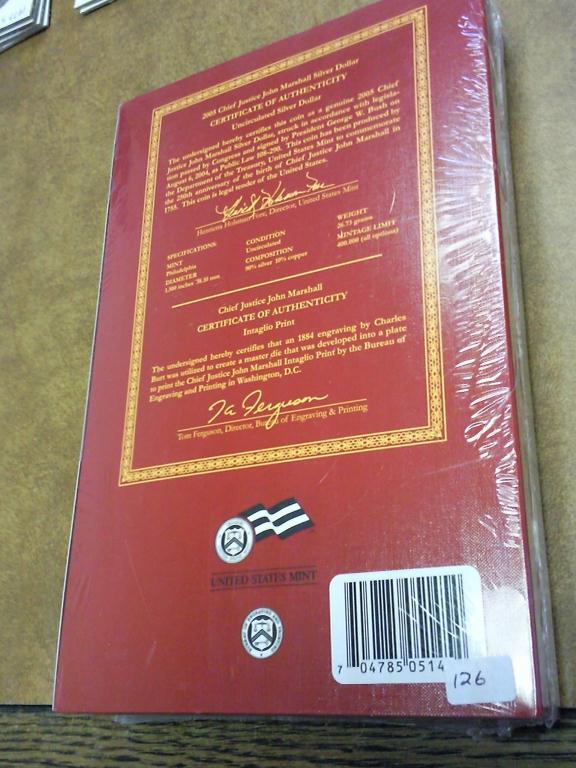 2005 Chief Justice John Marshall Silver Dollar
CERTIFICATE OF AUTHENTICITY
Uncirculated Silver Dollar
The undersigned hereby certifies this coin as a genuine 2005 Chief
Justice John Marshall Silver Dollar, struck in accordance with legisla-
tion passed by Congress and signed by President George W. Bush on
August 6, 2004, as Public Law 108-290. This coin has been produced by
the Department of the Treasury, United States Mint to commemorate
the 250th anniversary of the birth of Chief Justice John Marshall in
1755. This coin is legal tender of the United States.
Henrietta Holsman Fore, Director, United States Mint
SPECIFICATIONS:
MINT
Philadelphia
DIAMETER
1.500 inches 38.10 mm
CONDITION
Uncirculated
COMPOSITION
90% silver 10% copper
WEIGHT
26.73 grams
MINTAGE LIMIT
400,000 (all options)
Chief Justice John Marshall
CERTIFICATE OF AUTHENTICITY
Intaglio Print
The undersigned hereby certifies that an 1884 engraving by Charles
Burt was utilized to create a master die that was developed into a plate
to print the Chief Justice John Marshall Intaglio Print by the Bureau of
Engraving and Printing in Washington, D.C.
Tom Ferguson, Director, Bureau of Engraving & Printing
UNITED STATES MINT
7 04785 0514
126